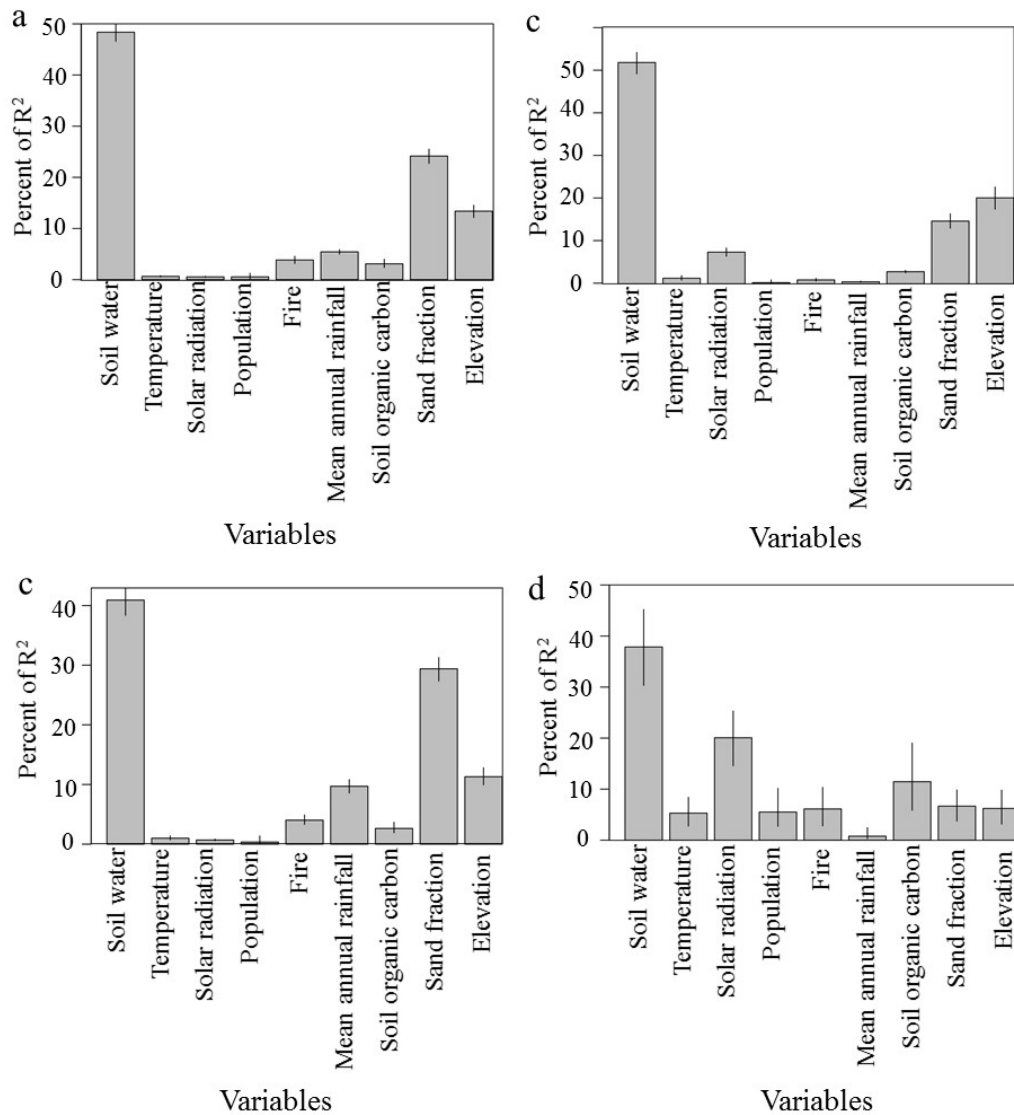 a
50
40
30
20
10
0
Percent of R²
Soil water
Temperature
Solar radiation
Population
Fire
Mean annual rainfall
Soil organic carbon
Sand fraction
Elevation
Variables
c
50
40
30
20
10
0
Percent of R²
Soil water
Temperature
Solar radiation
Population
Fire
Mean annual rainfall
Soil organic carbon
Sand fraction
Elevation
Variables
c
40
30
20
10
0
Percent of R²
Soil water
Temperature
Solar radiation
Population
Fire
Mean annual rainfall
Soil organic carbon
Sand fraction
Elevation
Variables
d
50
40
30
20
10
0
Percent of R²
Soil water
Temperature
Solar radiation
Population
Fire
Mean annual rainfall
Soil organic carbon
Sand fraction
Elevation
Variables